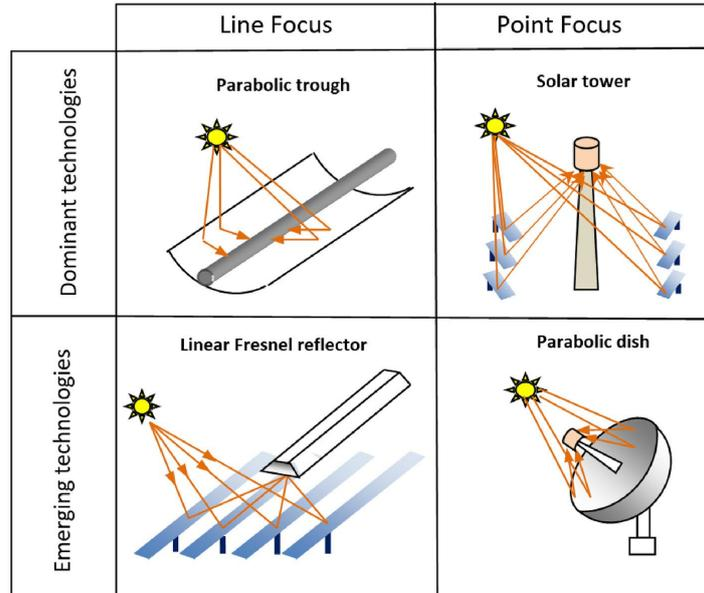 Line Focus
Point Focus
Dominant technologies
Parabolic trough
Solar tower
Emerging technologies
Linear Fresnel reflector
Parabolic dish